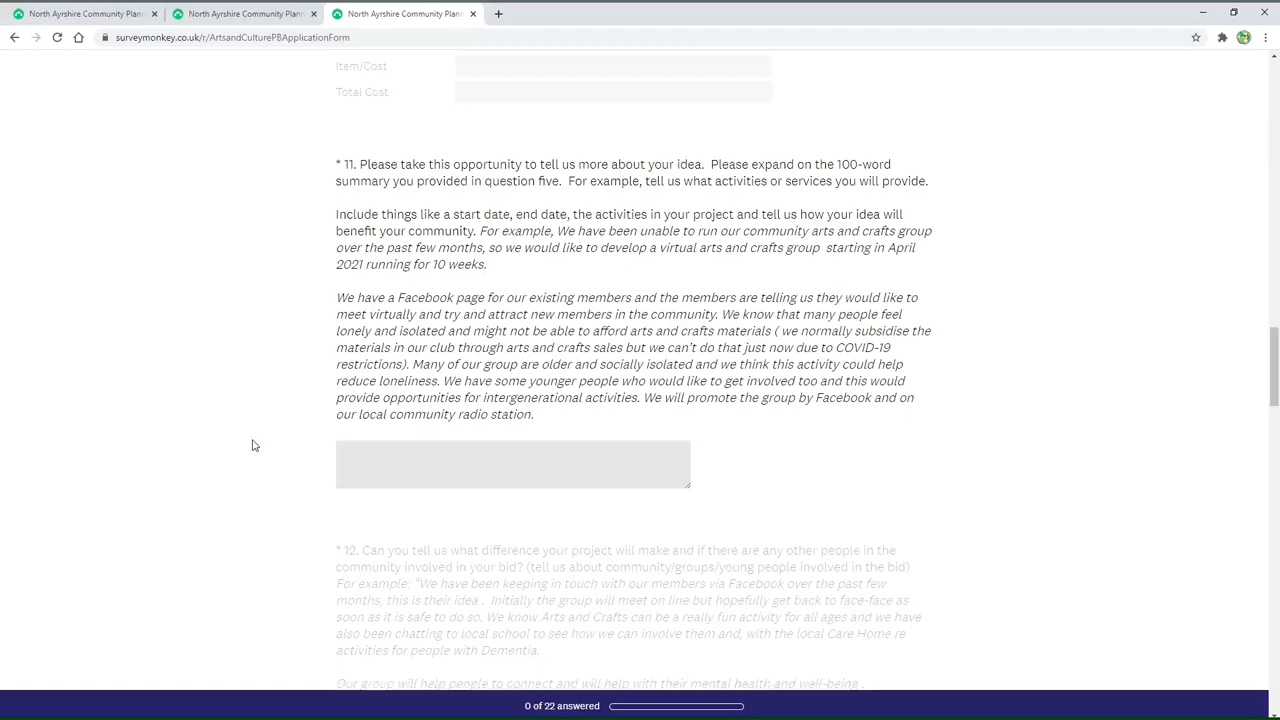 North Ayrshire Community Plann
North Ayrshire Community Plann
North Ayrshire Community Plann
surveymonkey.co.uk/r/ArtsandCulturePBApplicationForm
Item/Cost
Total Cost
* 11. Please take this opportunity to tell us more about your idea. Please expand on the 100-word
summary you provided in question five. For example, tell us what activities or services you will provide.
Include things like a start date, end date, the activities in your project and tell us how your idea will
benefit your community. For example, We have been unable to run our community arts and crafts group
over the past few months, so we would like to develop a virtual arts and crafts group starting in April
2021 running for 10 weeks.
We have a Facebook page for our existing members and the members are telling us they would like to
meet virtually and try and attract new members in the community. We know that many people feel
lonely and isolated and might not be able to afford arts and crafts materials ( we normally subsidise the
materials in our club through arts and crafts sales but we can't do that just now due to COVID-19
restrictions). Many of our group are older and socially isolated and we think this activity could help
reduce loneliness. We have some younger people who would like to get involved too and this would
provide opportunities for intergenerational activities. We will promote the group by Facebook and on
our local community radio station.
* 12. Can you tell us what difference your project will make and if there are any other people in the
community involved in your bid? (tell us about community/groups/young people involved in the bid)
For example: "We have been keeping in touch with our members via Facebook over the past few
months, this is their idea . Initially the group will meet on line but hopefully get back to face-face as
soon as it is safe to do so. We know Arts and Crafts can be a really fun activity for all ages and we have
also been chatting to local school to see how we can involve them and, with the local Care Home re
activities for people with Dementia.
Our group will help people to connect and will help with their mental health and well-being .
0 of 22 answered